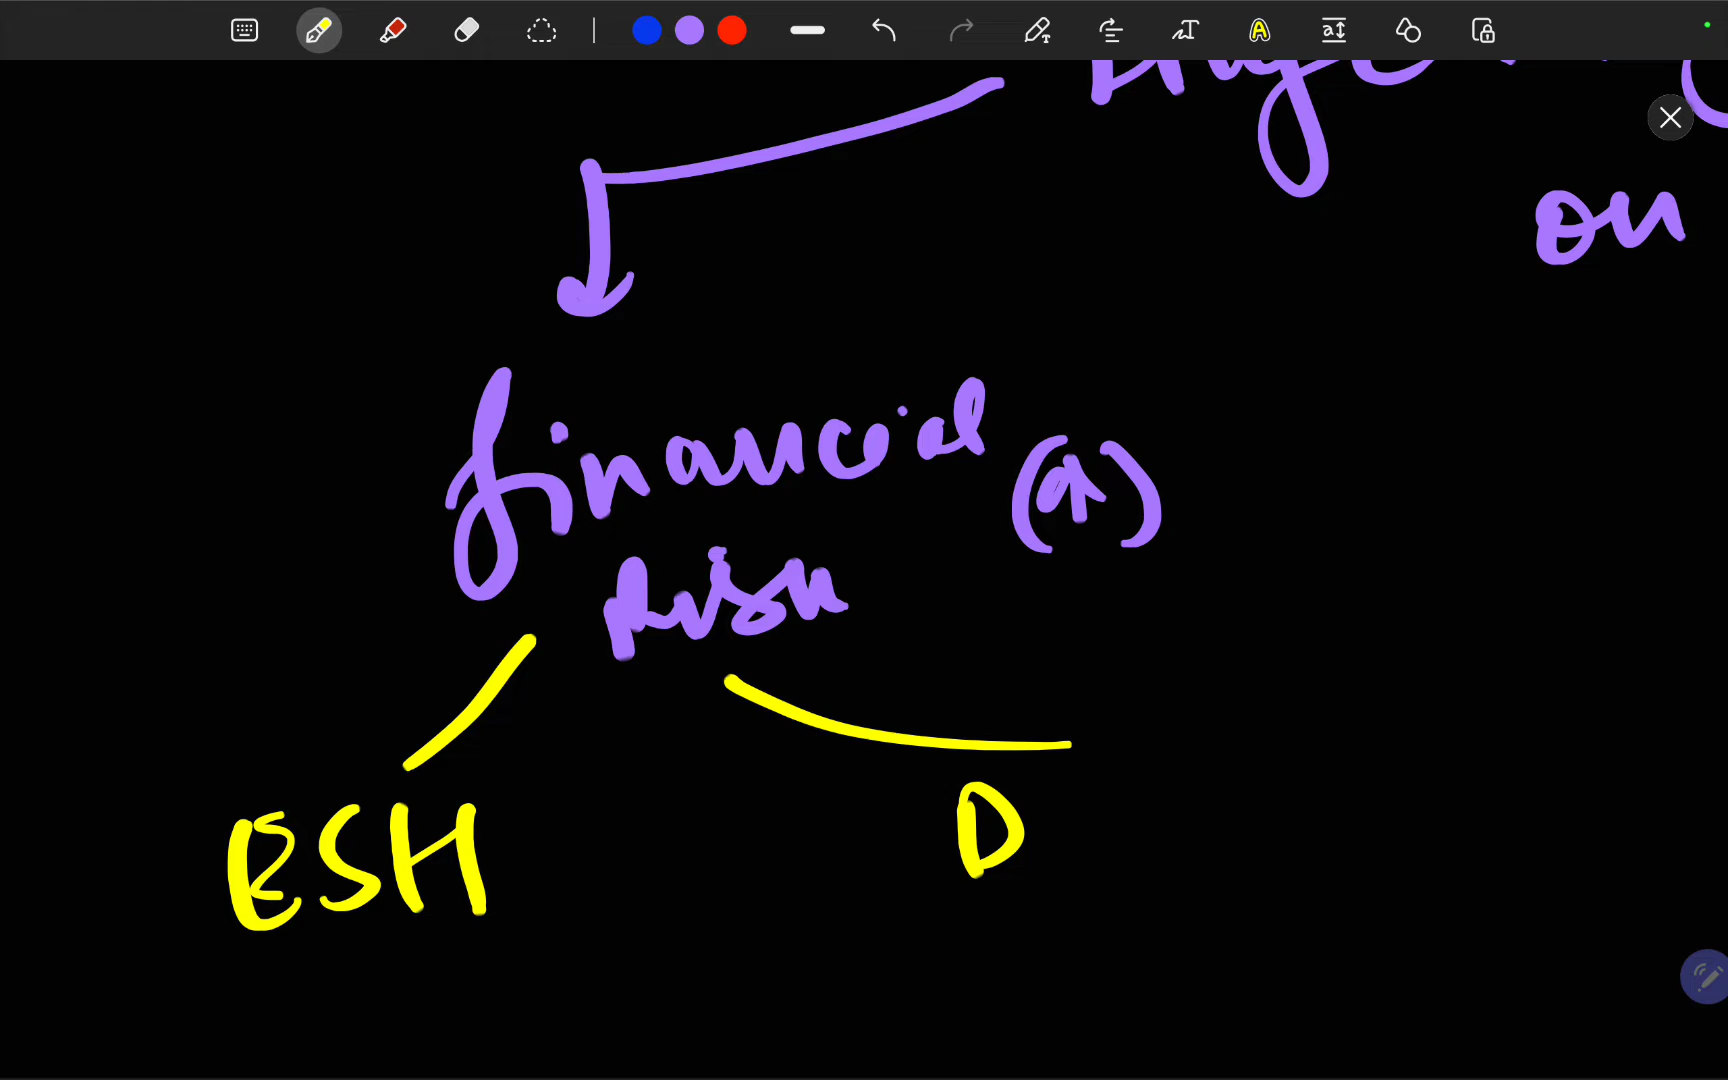 on
financial (↑)
Risk
ESH
D